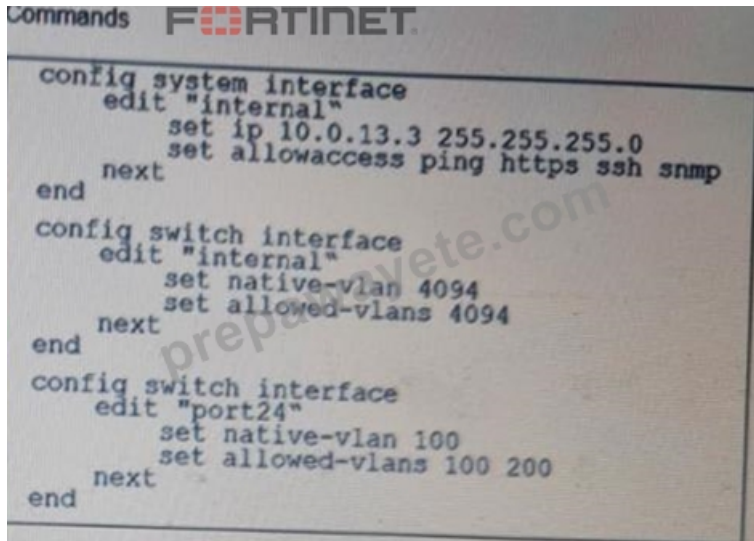 Commands
FORTINET
config system interface
edit "internal"
set ip 10.0.13.3 255.255.255.0
set allowaccess ping https ssh snmp
next
end
config switch interface
edit "internal"
set native-vlan 4094
set allowed-vlans 4094
next
end
config switch interface
edit "port24"
set native-vlan 100
set allowed-vlans 100 200
next
end
prepawayete.com